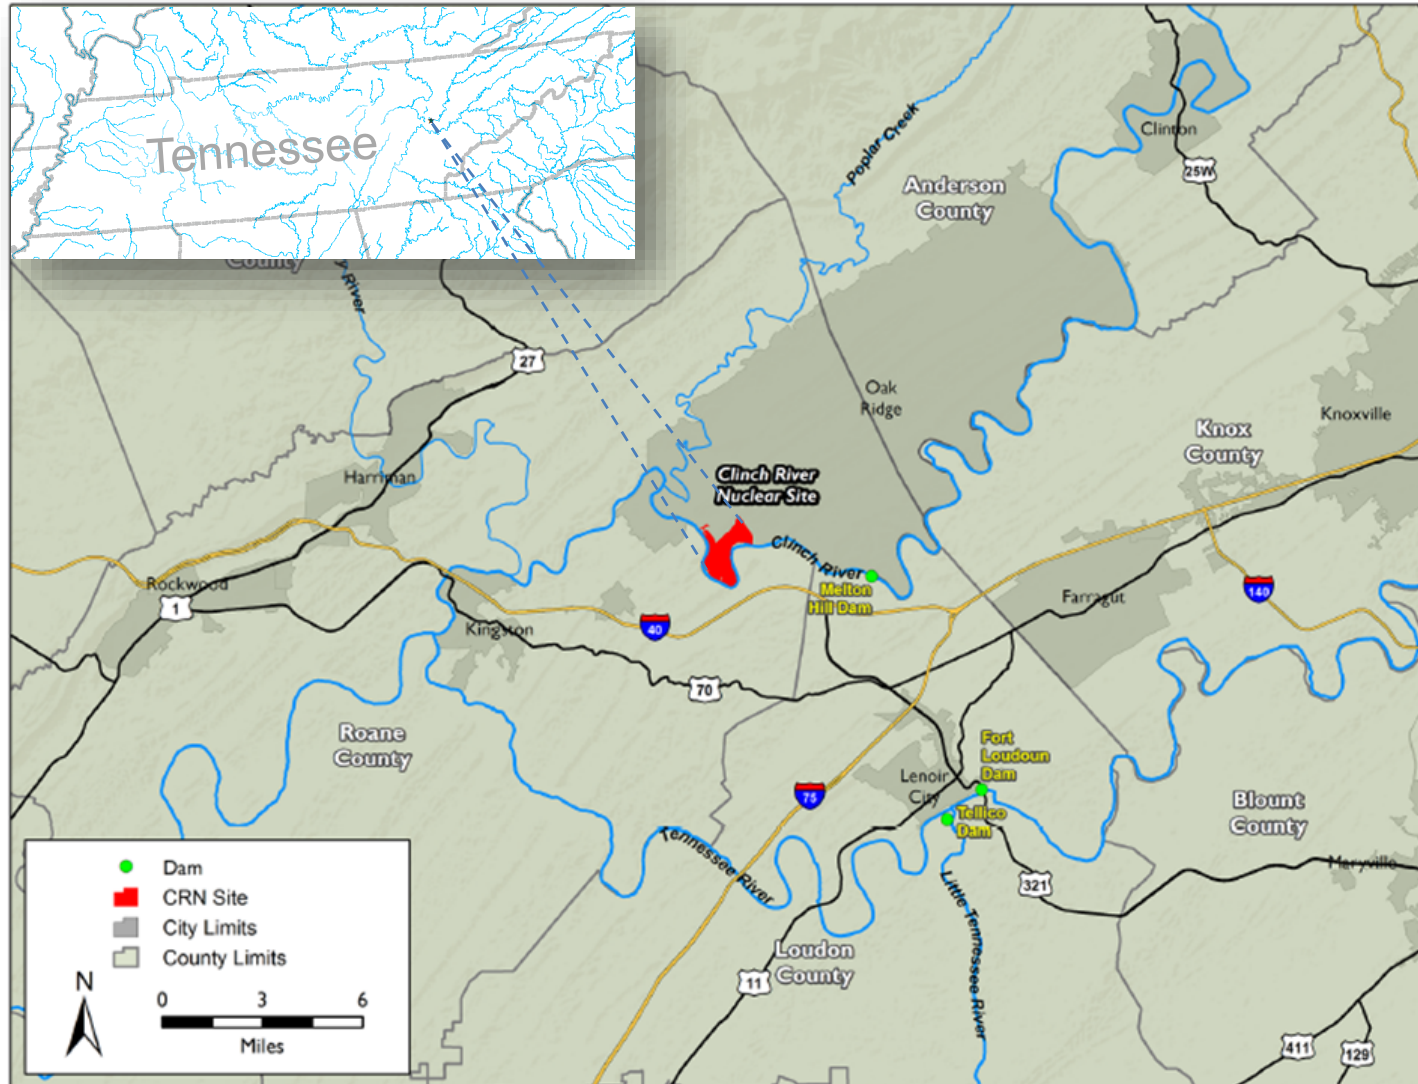 Tennessee
County
y River
Poplar Creek
Clinton
25W
Anderson
County
27
Oak
Ridge
Knoxville
Knox
County
Harriman
Clinch River
Nuclear Site
Clinch River
Melton
Hill Dam
Rockwood
1
Kingston
40
Farragut
140
70
Roane
County
Fort
Loudoun
Dam
Lenoir
City
75
Tellico
Dam
Blount
County
Tennessee River
Maryville
321
Little Tennessee River
Loudon
County
11
411
129
Dam
CRN Site
City Limits
County Limits
N
0 3 6
Miles